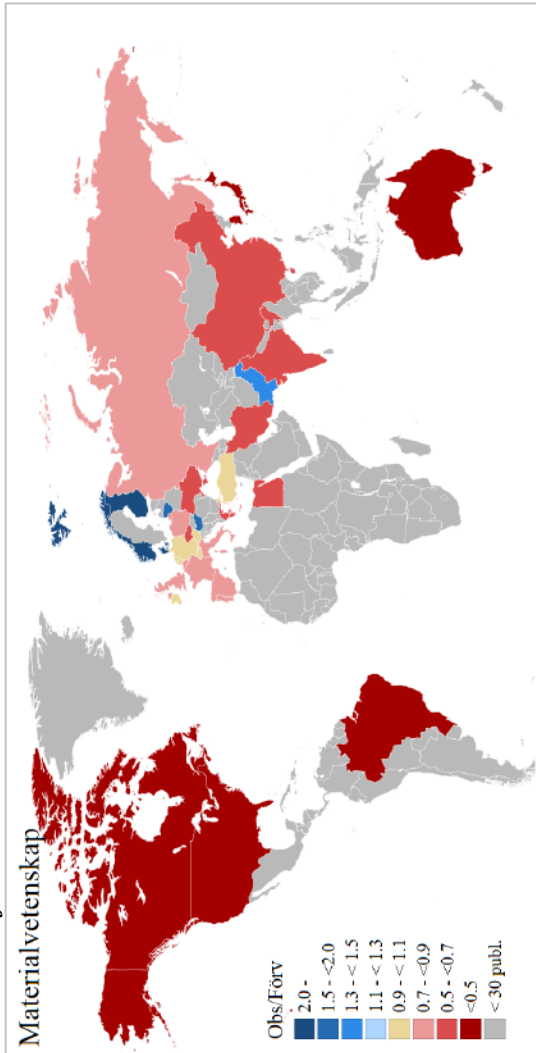 Materialvetenskap
Obs/Förv
2.0 -
1.5 - <2.0
1.3 - < 1.5
1.1 - < 1.3
0.9 - < 1.1
0.7 - <0.9
0.5 - <0.7
<0.5
< 30 publ.